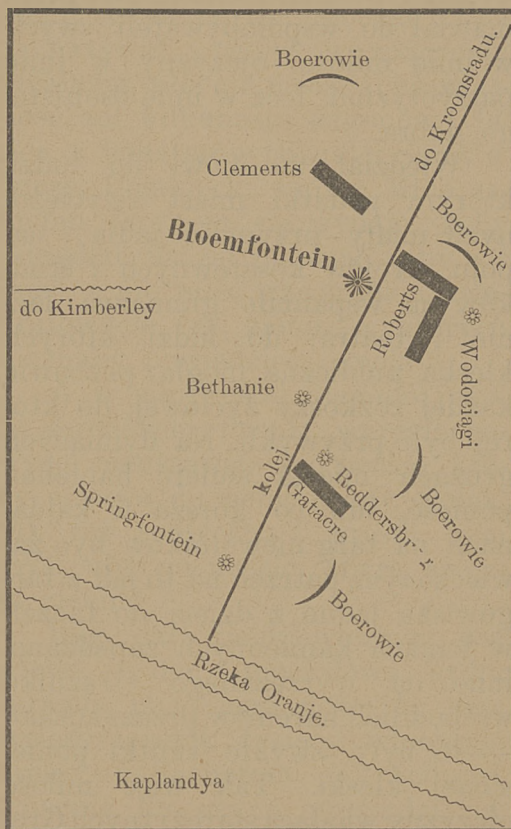 Boerowie
do Kroonstadu.
Clements
Bloemfontein
Boerowie
do Kimberley
Roberts
Wodociągi
Bethanie
kolej
Gatacre
Boerowie
Springfontein
Boerowie
Rzeka Oranje.
Kaplandya